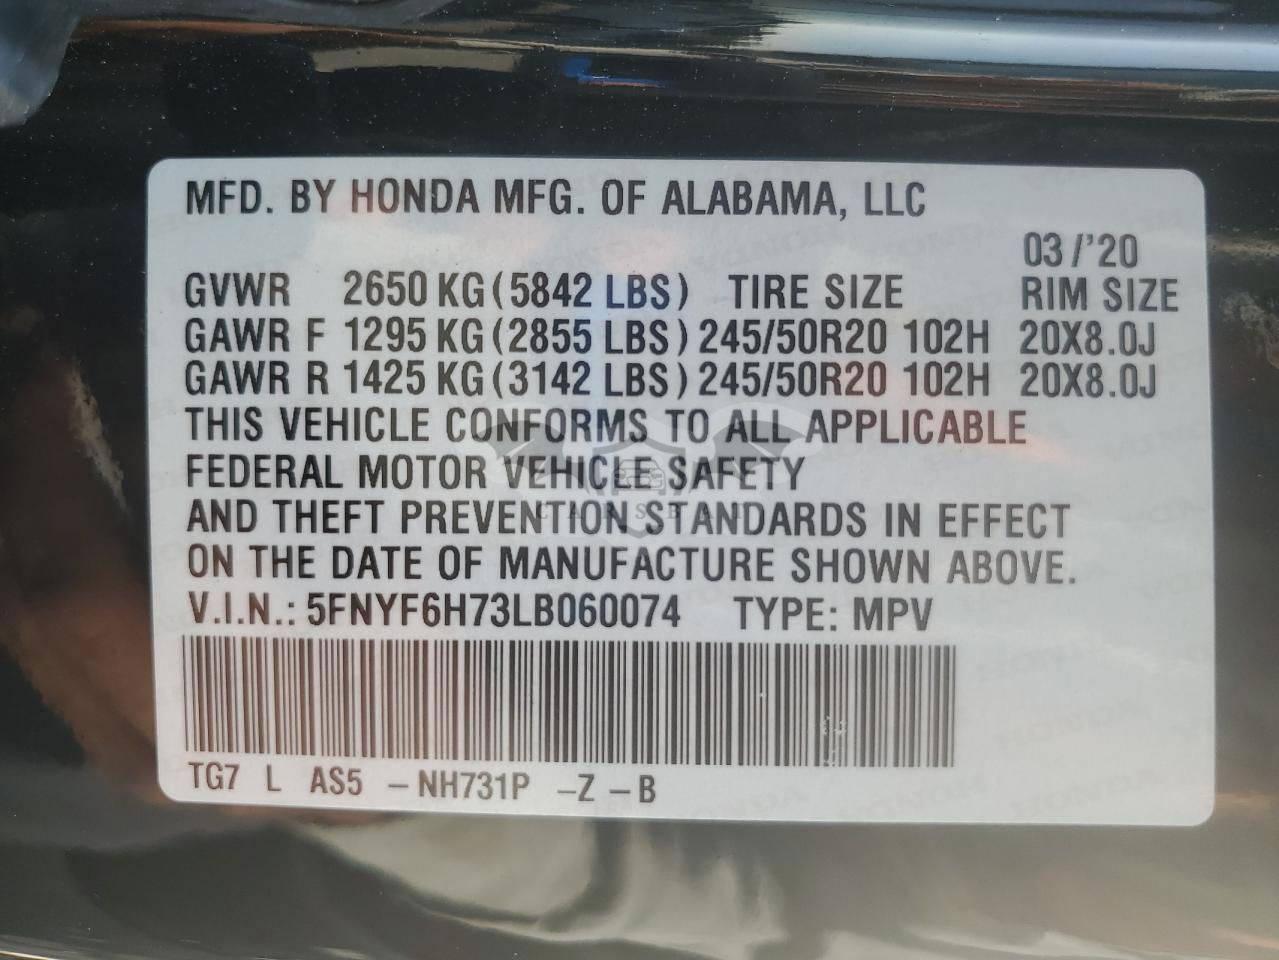 MFD. BY HONDA MFG. OF ALABAMA, LLC
03/'20
GVWR 2650 KG (5842 LBS) TIRE SIZE RIM SIZE
GAWR F 1295 KG (2855 LBS) 245/50R20 102H 20X8.0J
GAWR R 1425 KG (3142 LBS) 245/50R20 102H 20X8.0J
THIS VEHICLE CONFORMS TO ALL APPLICABLE
FEDERAL MOTOR VEHICLE SAFETY
AND THEFT PREVENTION STANDARDS IN EFFECT
ON THE DATE OF MANUFACTURE SHOWN ABOVE.
V.I.N.: 5FNYF6H73LB060074 TYPE: MPV
TG7 L AS5 –NH731P –Z –B